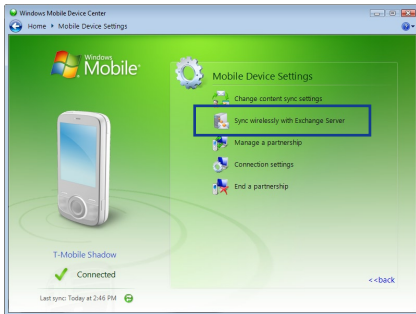 Windows Mobile Device Center
Home ▸ Mobile Device Settings
Windows
Mobile®
Mobile Device Settings
Change content sync settings
Sync wirelessly with Exchange Server
Manage a partnership
Connection settings
End a partnership
T-Mobile Shadow
Connected
<<back
Last sync: Today at 2:46 PM